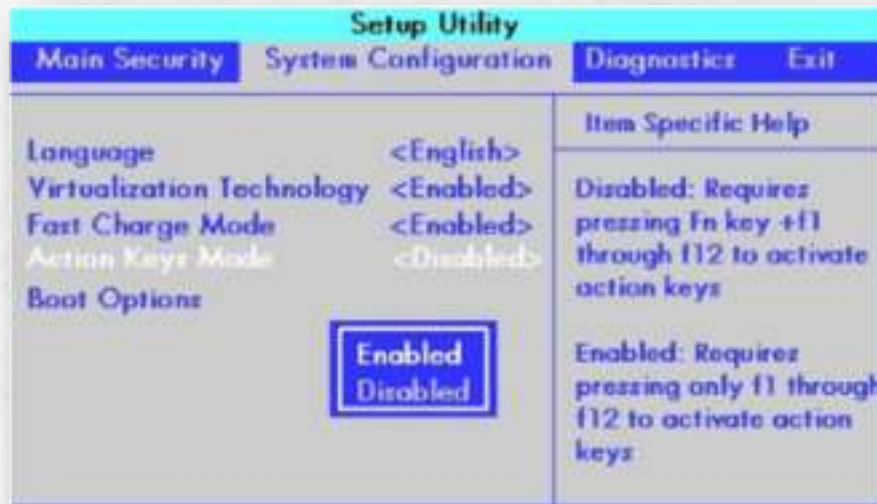 Setup Utility
Main Security System Configuration Diagnostics Exit
Language <English>
Virtualization Technology <Enabled>
Fast Charge Mode <Enabled>
Action Keys Mode <Disabled>
Boot Options
Enabled
Disabled
Item Specific Help
Disabled: Requires
pressing Fn key +f1
through f12 to activate
action keys
Enabled: Requires
pressing only f1 through
f12 to activate action
keys